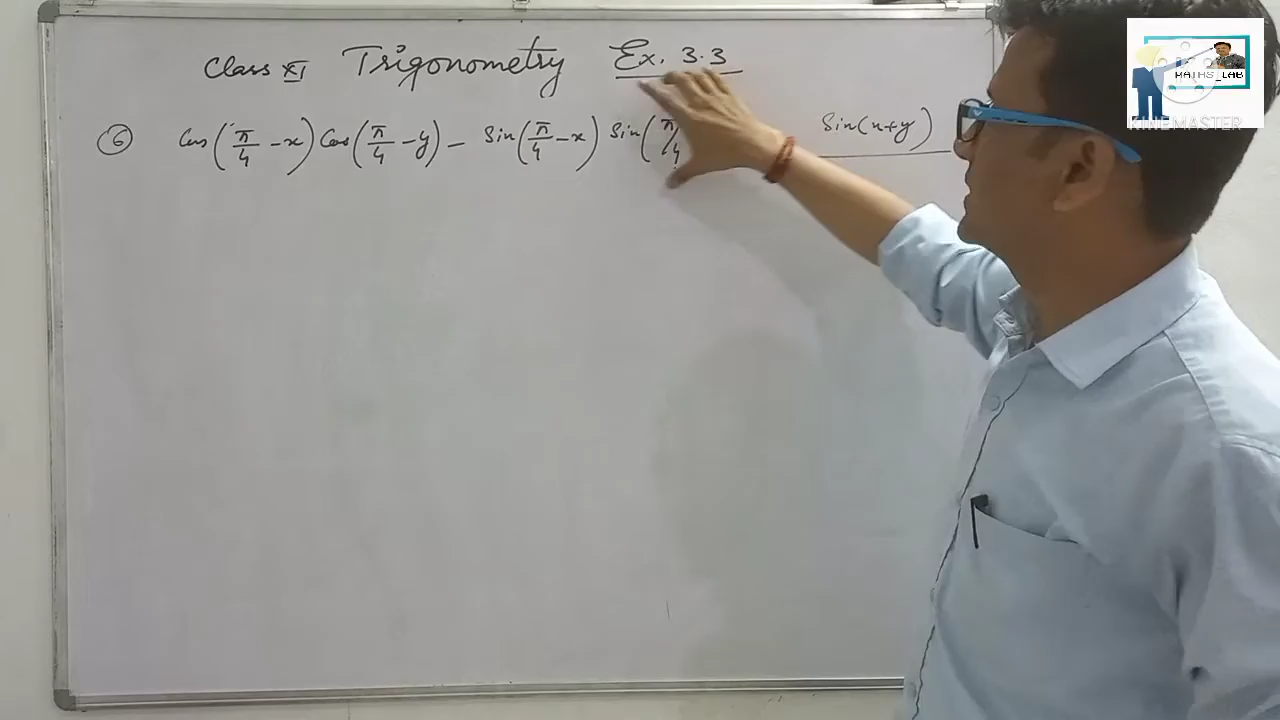 Class XI Trigonometry Ex. 3.3
⑥ Cos(π/4 - x) Cos(π/4 - y) - Sin(π/4 - x) Sin(π/4 Sin(x+y)
MATHS_LAB
KINEMASTER